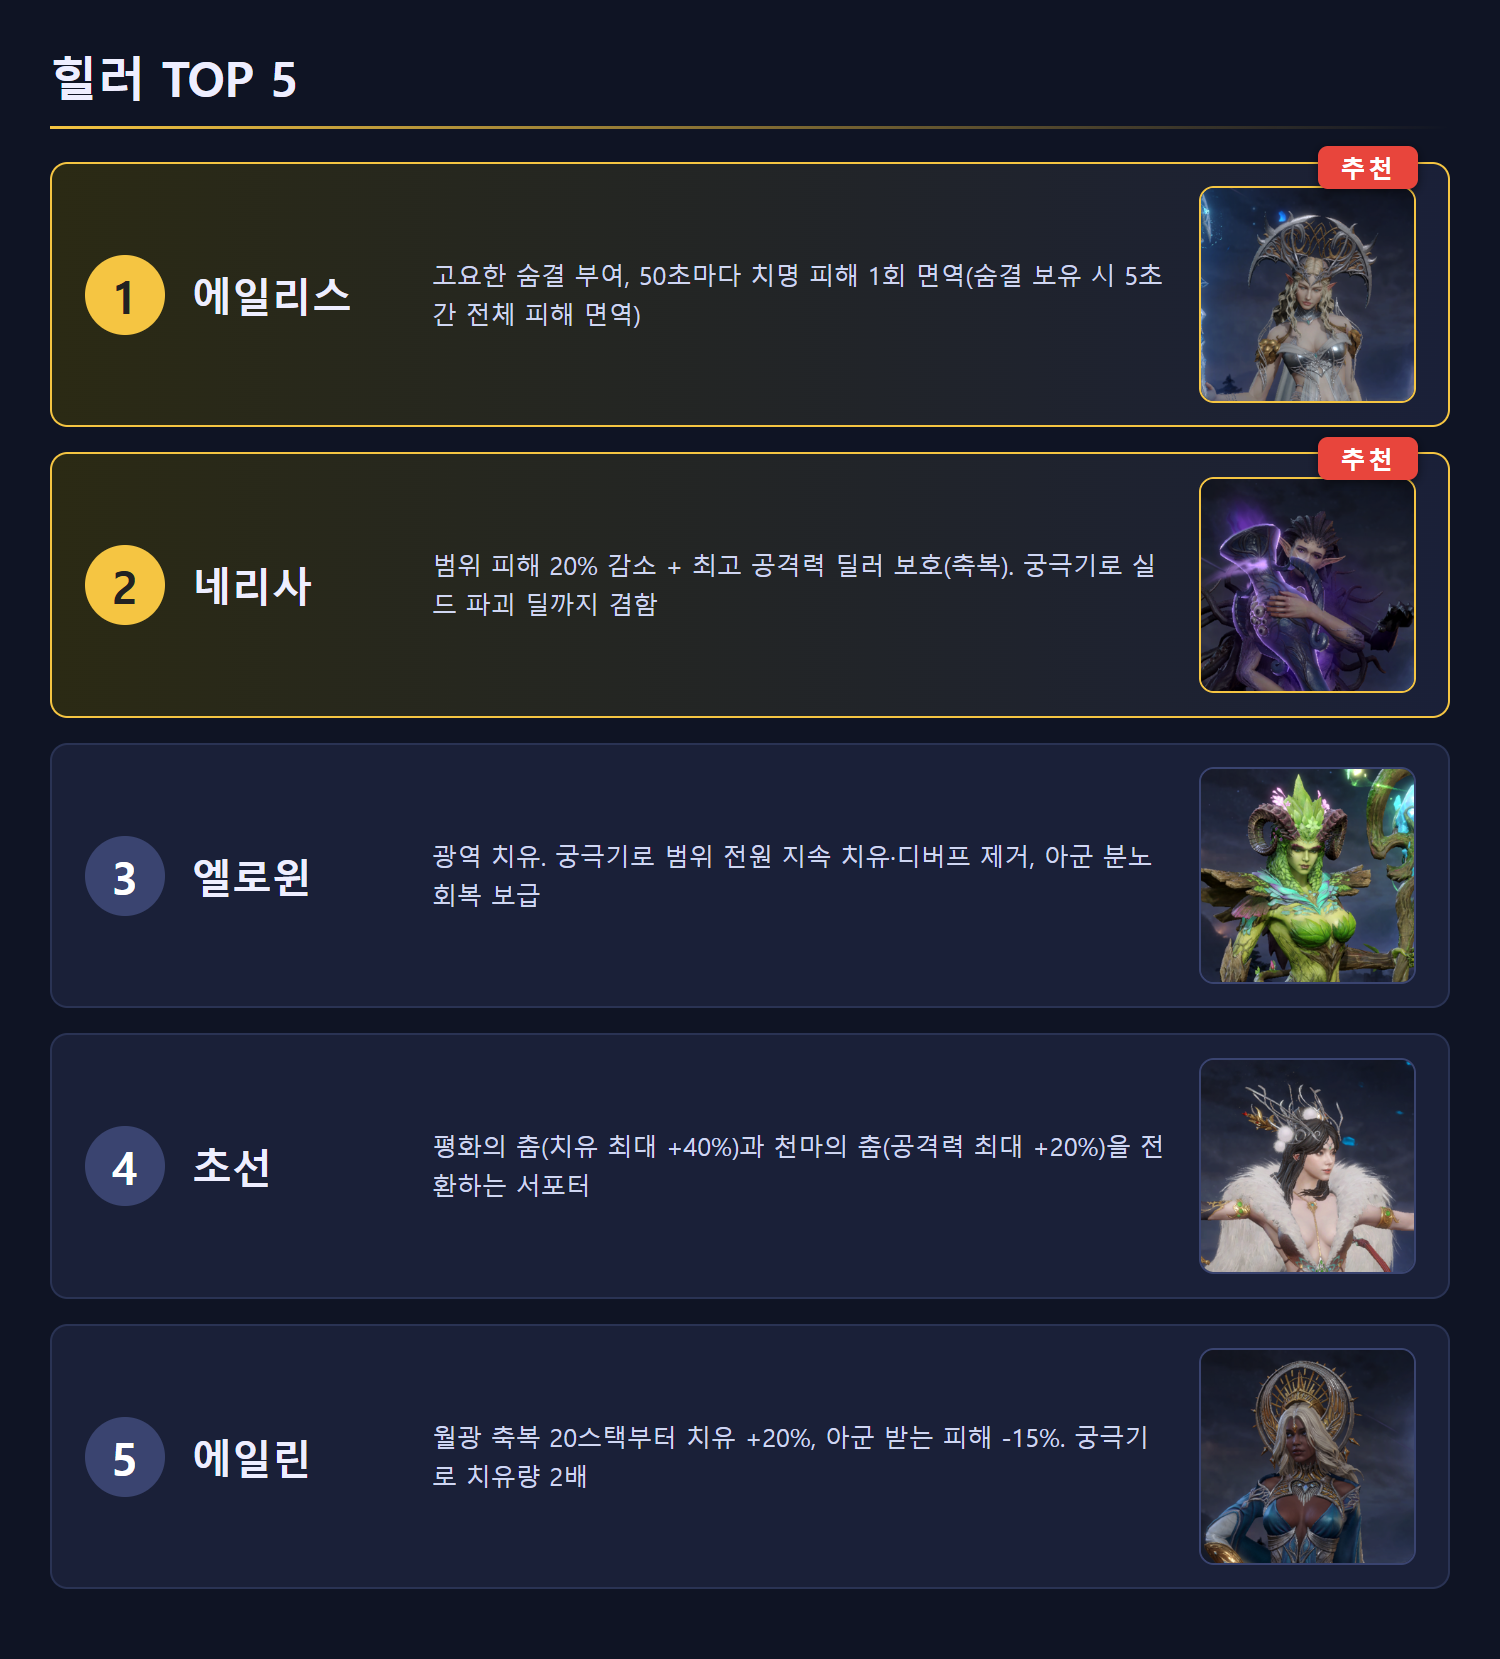 힐러 TOP 5
추천
1
에일리스
고요한 숨결 부여, 50초마다 치명 피해 1회 면역(숨결 보유 시 5초
간 전체 피해 면역)
추천
2
네리사
범위 피해 20% 감소 + 최고 공격력 딜러 보호(축복). 궁극기로 실
드 파괴 딜까지 겸함
3
엘로윈
광역 치유. 궁극기로 범위 전원 지속 치유·디버프 제거, 아군 분노
회복 보급
4
초선
평화의 춤(치유 최대 +40%)과 천마의 춤(공격력 최대 +20%)을 전
환하는 서포터
5
에일린
월광 축복 20스택부터 치유 +20%, 아군 받는 피해 -15%. 궁극기
로 치유량 2배